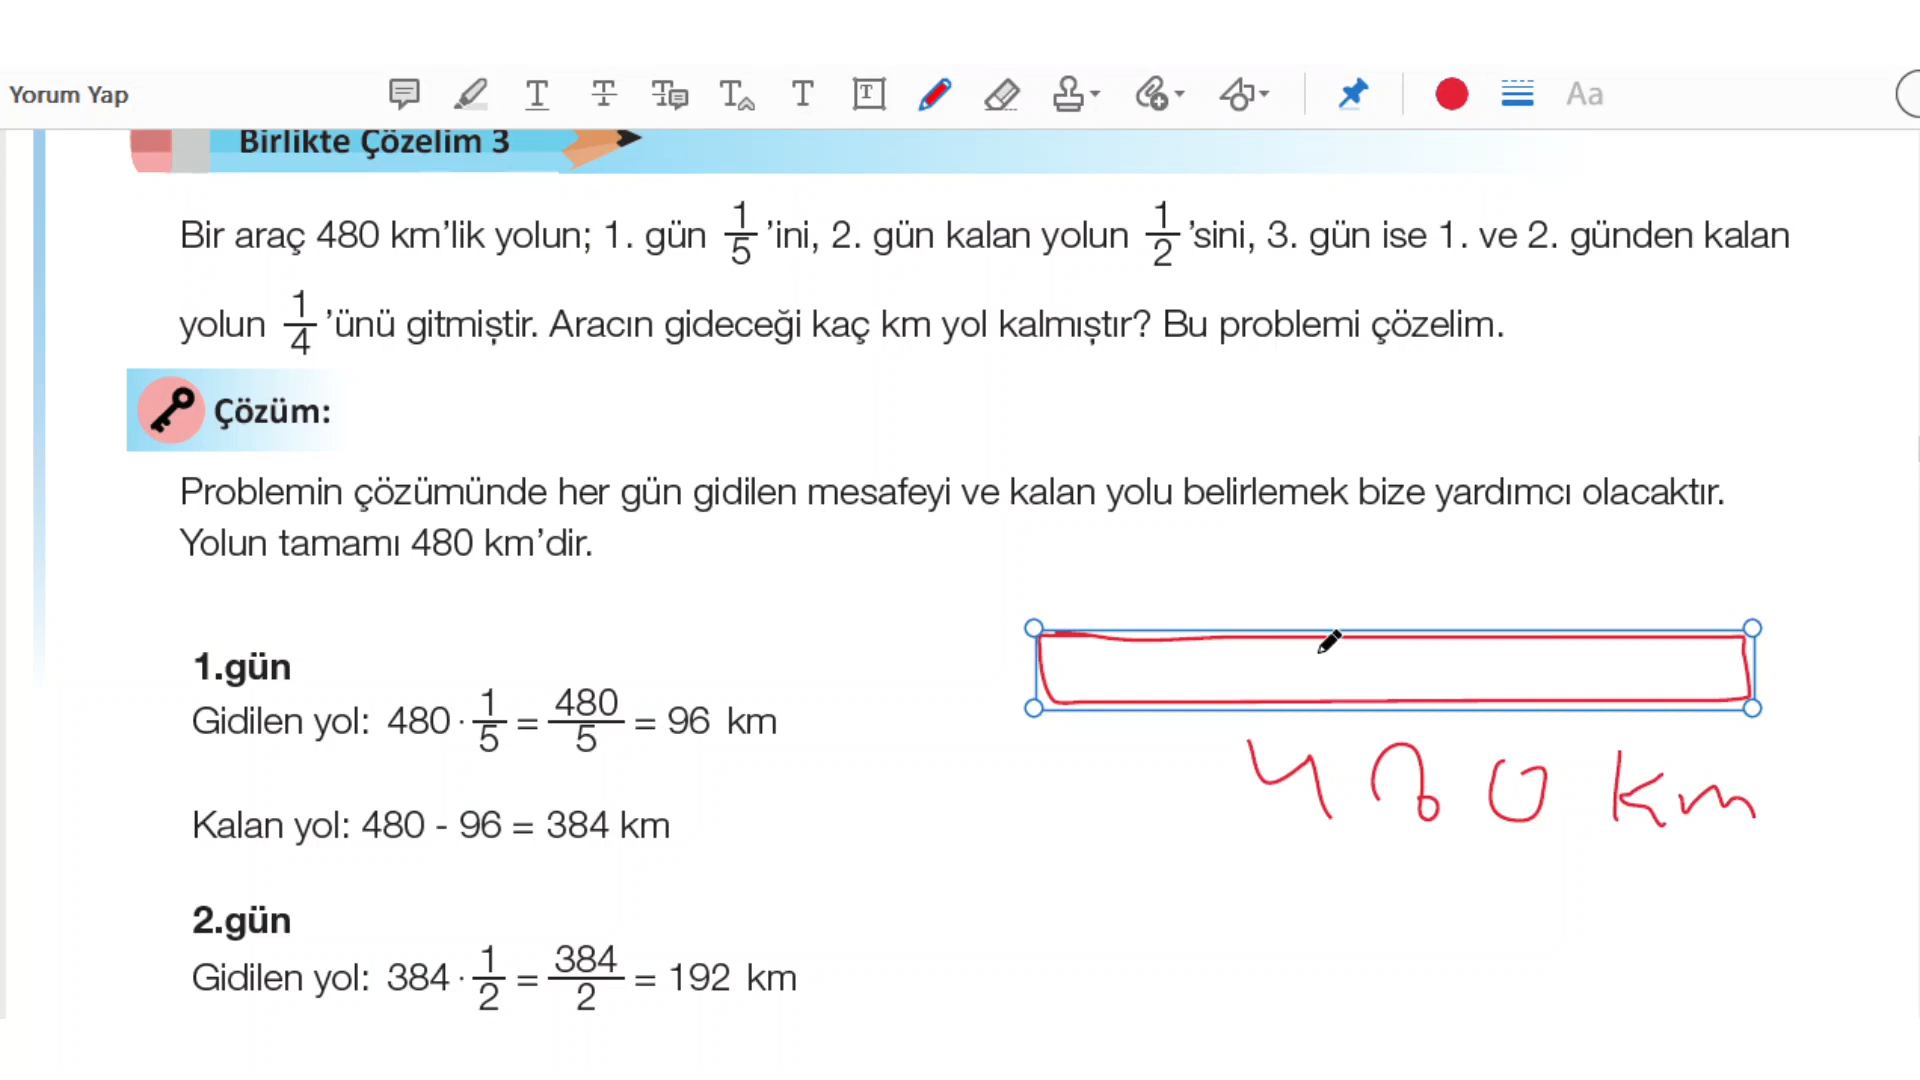 Yorum Yap
Aa
Birlikte Çözelim 3
Bir araç 480 km’lik yolun; 1. gün 1/5 ’ini, 2. gün kalan yolun 1/2 ’sini, 3. gün ise 1. ve 2. günden kalan
yolun 1/4 ’ünü gitmiştir. Aracın gideceği kaç km yol kalmıştır? Bu problemi çözelim.
Çözüm:
Problemin çözümünde her gün gidilen mesafeyi ve kalan yolu belirlemek bize yardımcı olacaktır.
Yolun tamamı 480 km’dir.
1.gün
Gidilen yol: 480 · 1/5 = 480/5 = 96 km
480 km
Kalan yol: 480 - 96 = 384 km
2.gün
Gidilen yol: 384 · 1/2 = 384/2 = 192 km